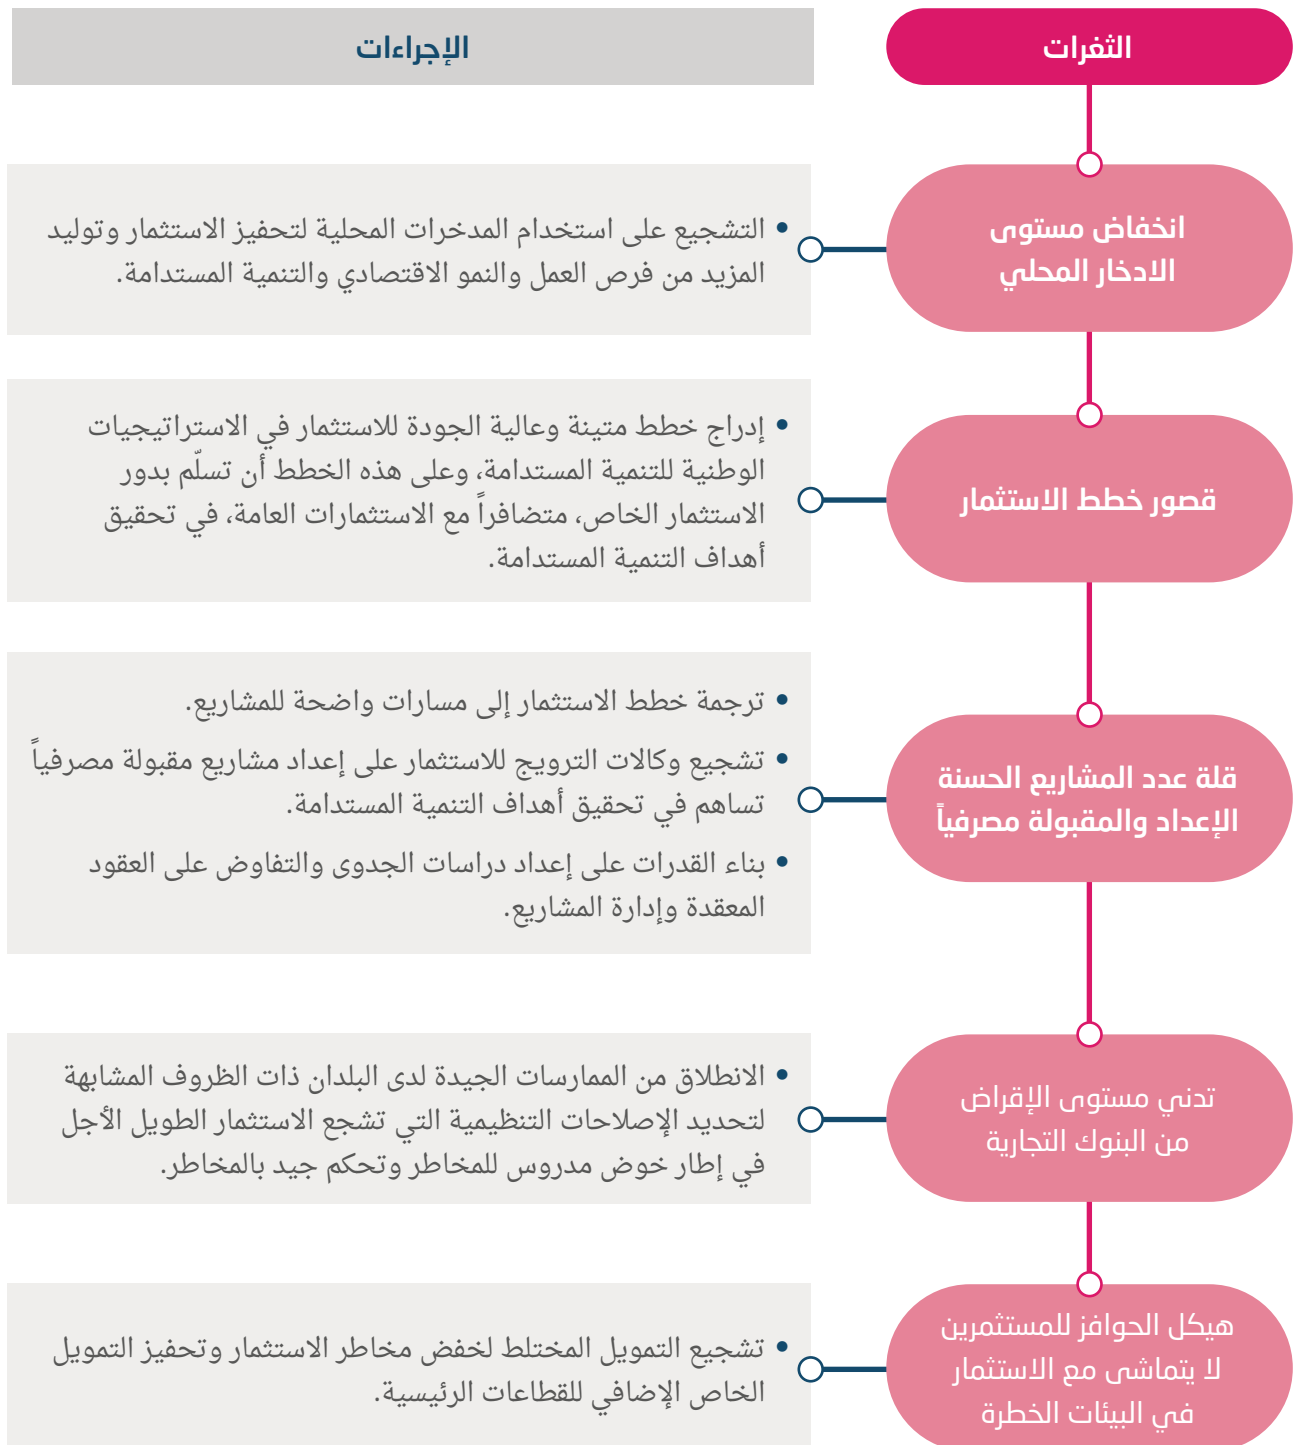 الثغرات
الإجراءات
انخفاض مستوى
الادخار المحلي
• التشجيع على استخدام المدخرات المحلية لتحفيز الاستثمار وتوليد
المزيد من فرص العمل والنمو الاقتصادي والتنمية المستدامة.
قصور خطط الاستثمار
• إدراج خطط متينة وعالية الجودة للاستثمار في الاستراتيجيات
الوطنية للتنمية المستدامة، وعلى هذه الخطط أن تسلّم بدور
الاستثمار الخاص، متضافراً مع الاستثمارات العامة، في تحقيق
أهداف التنمية المستدامة.
قلة عدد المشاريع الحسنة
الإعداد والمقبولة مصرفياً
• ترجمة خطط الاستثمار إلى مسارات واضحة للمشاريع.
• تشجيع وكالات الترويج للاستثمار على إعداد مشاريع مقبولة مصرفياً
تساهم في تحقيق أهداف التنمية المستدامة.
• بناء القدرات على إعداد دراسات الجدوى والتفاوض على العقود
المعقدة وإدارة المشاريع.
تدني مستوى الإقراض
من البنوك التجارية
• الانطلاق من الممارسات الجيدة لدى البلدان ذات الظروف المشابهة
لتحديد الإصلاحات التنظيمية التي تشجع الاستثمار الطويل الأجل
في إطار خوض مدروس للمخاطر وتحكم جيد بالمخاطر.
هيكل الحوافز للمستثمرين
لا يتماشى مع الاستثمار
في البيئات الخطرة
• تشجيع التمويل المختلط لخفض مخاطر الاستثمار وتحفيز التمويل
الخاص الإضافي للقطاعات الرئيسية.